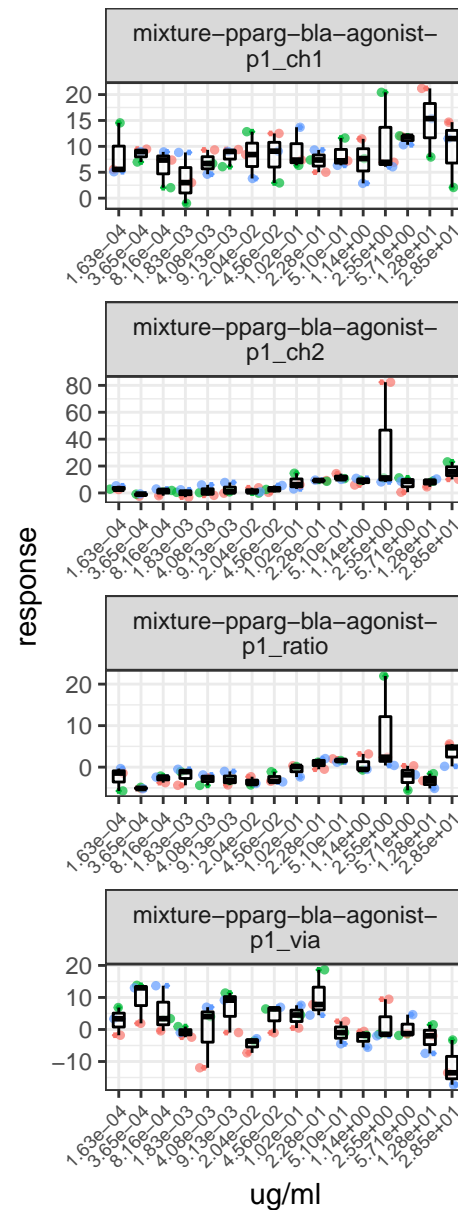 mixture−pparg−bla−agonist−
p1_ch1
20
15
10
5
0
1.63e−04
3.65e−04
8.16e−04
1.83e−03
4.08e−03
9.13e−03
2.04e−02
4.56e−02
1.02e−01
2.28e−01
5.10e−01
1.14e+00
2.55e+00
5.71e+00
1.28e+01
2.85e+01
mixture−pparg−bla−agonist−
p1_ch2
80
60
40
20
0
1.63e−04
3.65e−04
8.16e−04
1.83e−03
4.08e−03
9.13e−03
2.04e−02
4.56e−02
1.02e−01
2.28e−01
5.10e−01
1.14e+00
2.55e+00
5.71e+00
1.28e+01
2.85e+01
response
mixture−pparg−bla−agonist−
p1_ratio
20
10
0
1.63e−04
3.65e−04
8.16e−04
1.83e−03
4.08e−03
9.13e−03
2.04e−02
4.56e−02
1.02e−01
2.28e−01
5.10e−01
1.14e+00
2.55e+00
5.71e+00
1.28e+01
2.85e+01
mixture−pparg−bla−agonist−
p1_via
20
10
0
−10
1.63e−04
3.65e−04
8.16e−04
1.83e−03
4.08e−03
9.13e−03
2.04e−02
4.56e−02
1.02e−01
2.28e−01
5.10e−01
1.14e+00
2.55e+00
5.71e+00
1.28e+01
2.85e+01
ug/ml